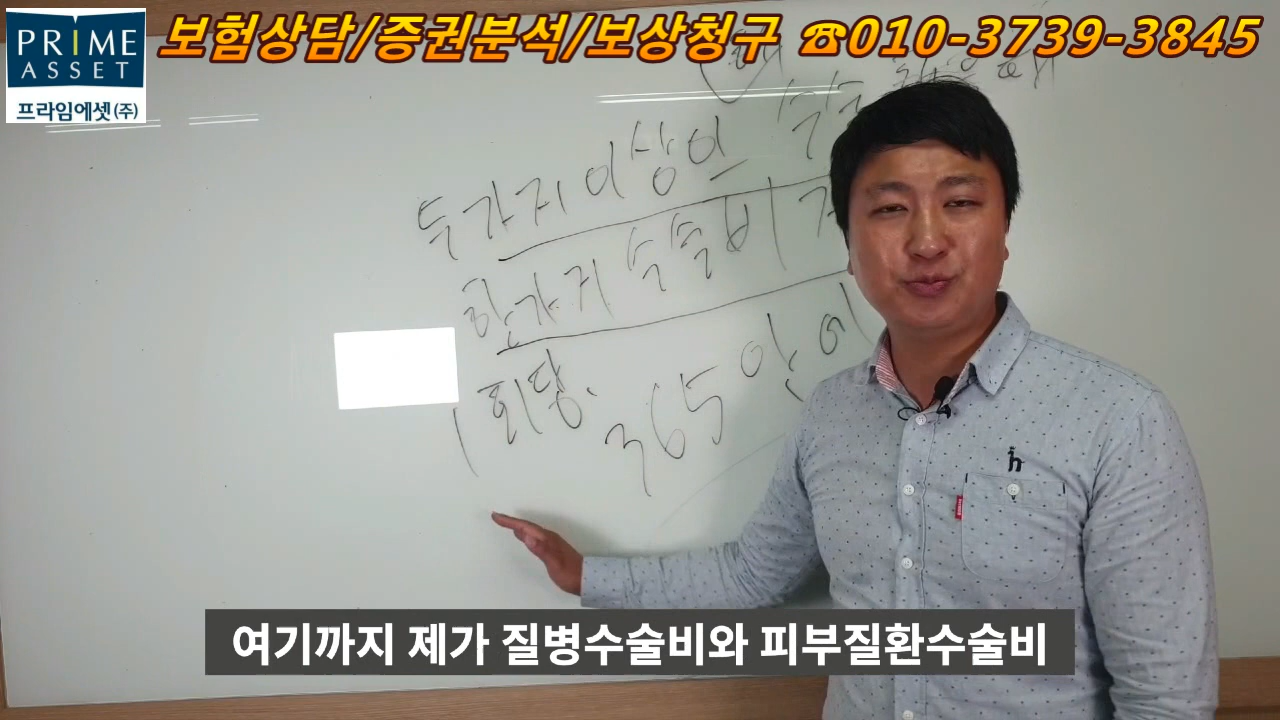 PRIME
ASSET
프라임에셋(주)
보험상담/증권분석/보상청구 ☎010-3739-3845
두가지이상의
한가지 수술비
1회당.
365일에
여기까지 제가 질병수술비와 피부질환수술비